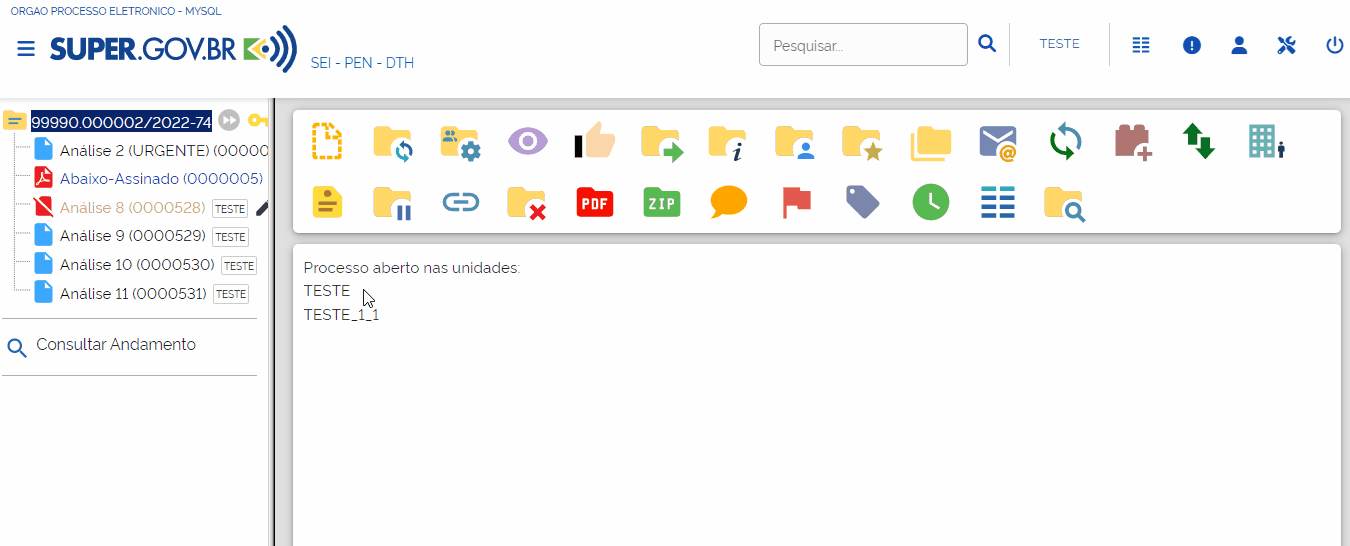 ORGAO PROCESSO ELETRONICO - MYSQL
SUPER.GOV.BR
SEI - PEN - DTH
Pesquisar...
TESTE
99990.000002/2022-74
Análise 2 (URGENTE) (00000
Abaixo-Assinado (0000005)
Análise 8 (0000528) TESTE
Análise 9 (0000529) TESTE
Análise 10 (0000530) TESTE
Análise 11 (0000531) TESTE
Consultar Andamento
PDF
ZIP
Processo aberto nas unidades:
TESTE
TESTE_1_1